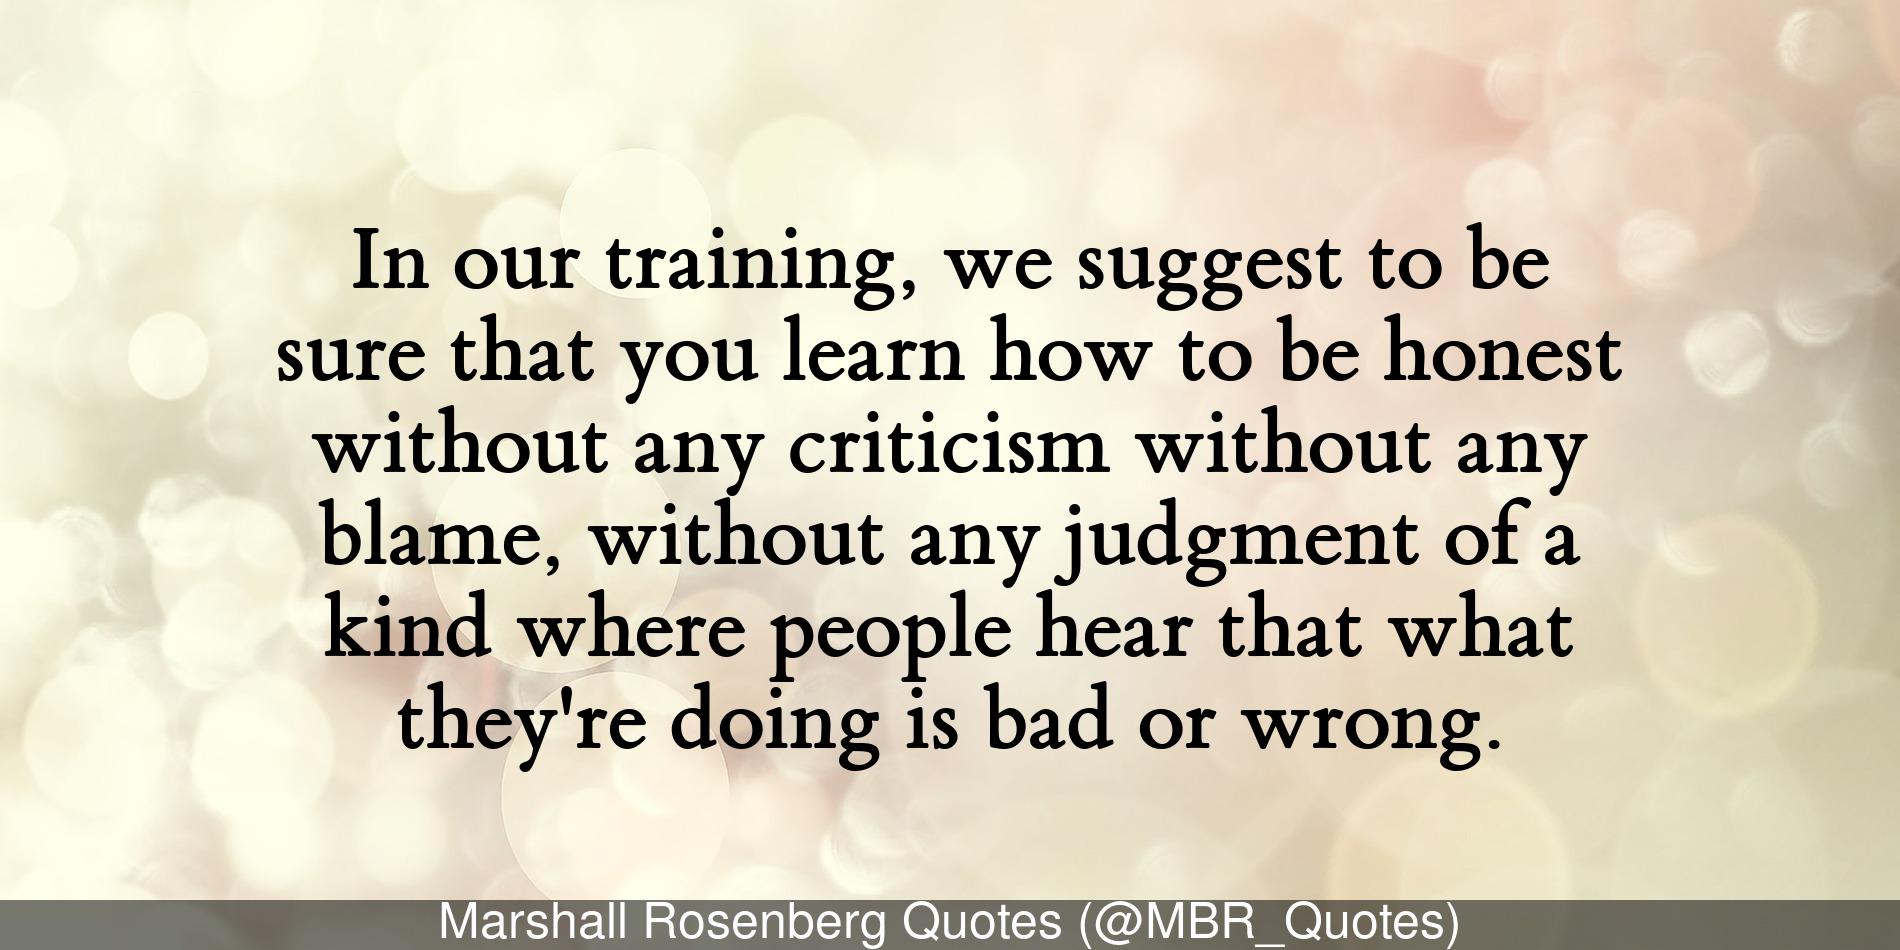 In our training, we suggest to be
sure that you learn how to be honest
without any criticism without any
blame, without any judgment of a
kind where people hear that what
they're doing is bad or wrong.
Marshall Rosenberg Quotes (@MBR_Quotes)